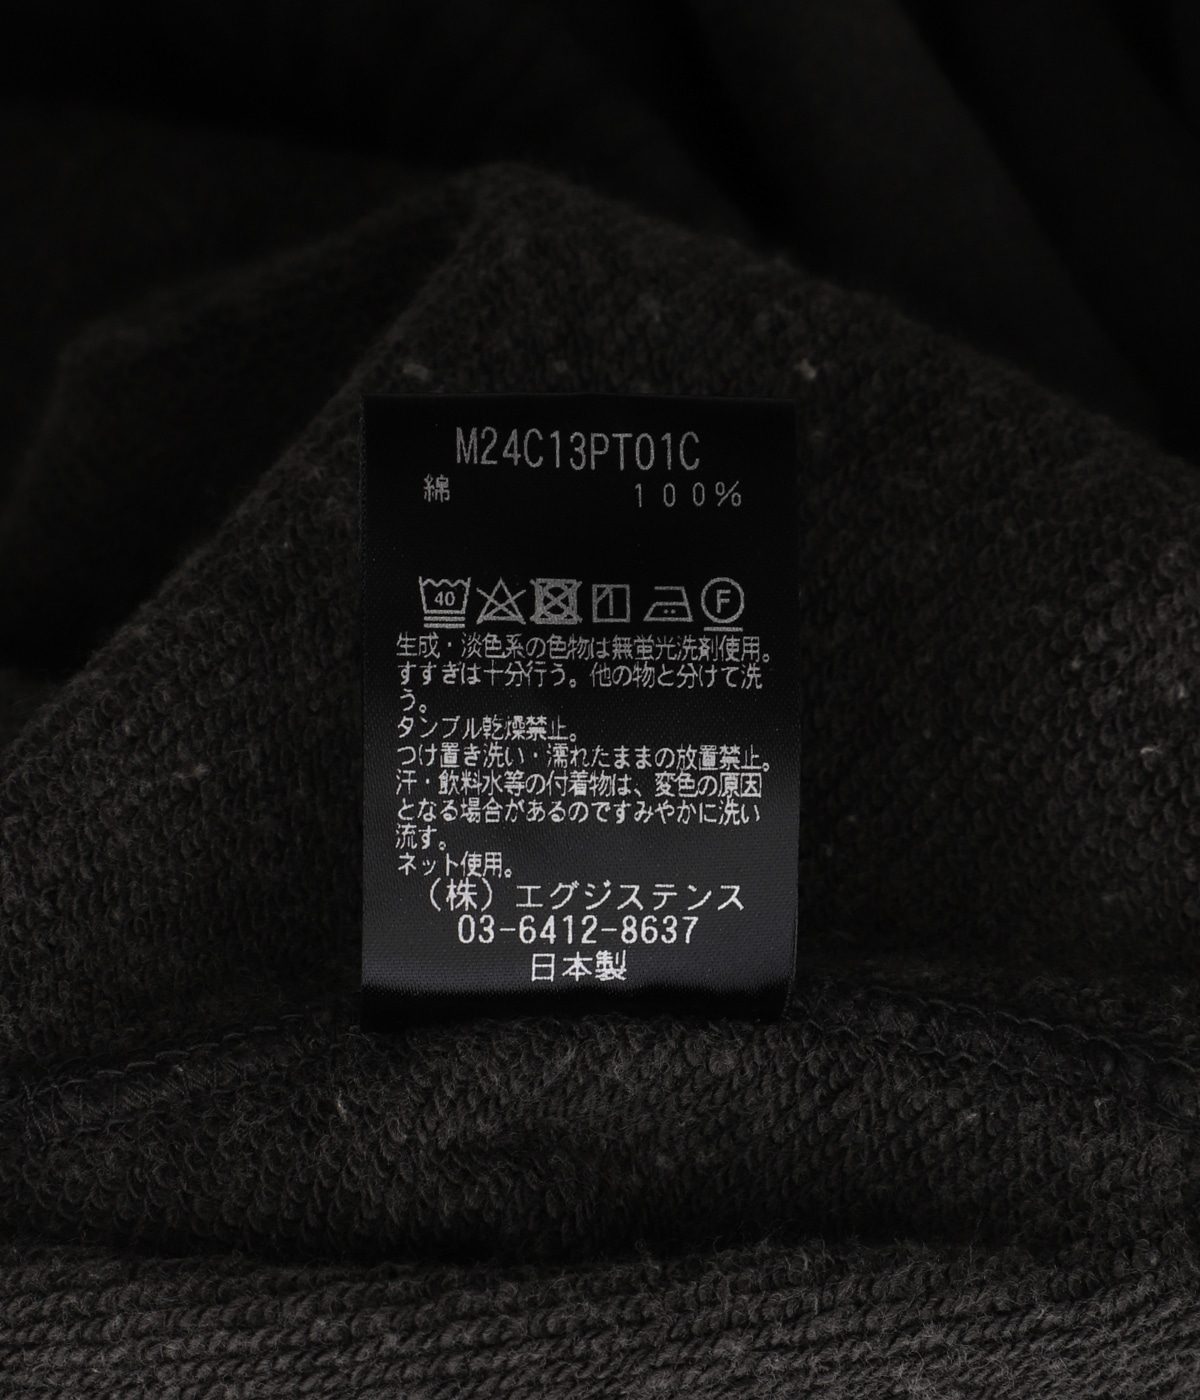 M24C13PT01C
綿 100%
40 F
生成・淡色系の色物は無蛍光洗剤使用。
すすぎは十分行う。他の物と分けて洗
う。
タンブル乾燥禁止。
つけ置き洗い・濡れたままの放置禁止。
汗・飲料水等の付着物は、変色の原因
となる場合があるのですみやかに洗い
流す。
ネット使用。
(株)エグジステンス
03-6412-8637
日本製